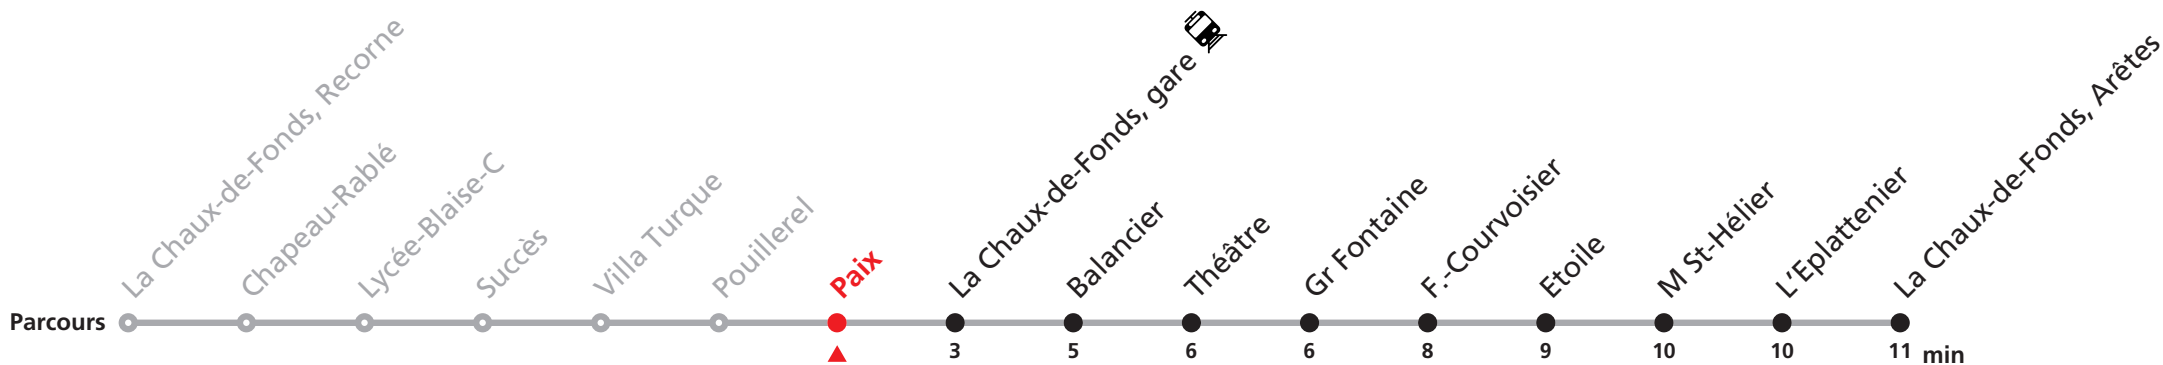 La Chaux-de-Fonds, Recorne
Chapeau-Rablé
Lycée-Blaise-C
Succès
Villa Turque
Pouillerel
Paix
La Chaux-de-Fonds, gare
Balancier
Théâtre
Gr Fontaine
F.-Courvoisier
Etoile
M St-Hélier
L'Eplattenier
La Chaux-de-Fonds, Arêtes
Parcours
3 5 6 6 8 9 10 10 11 min